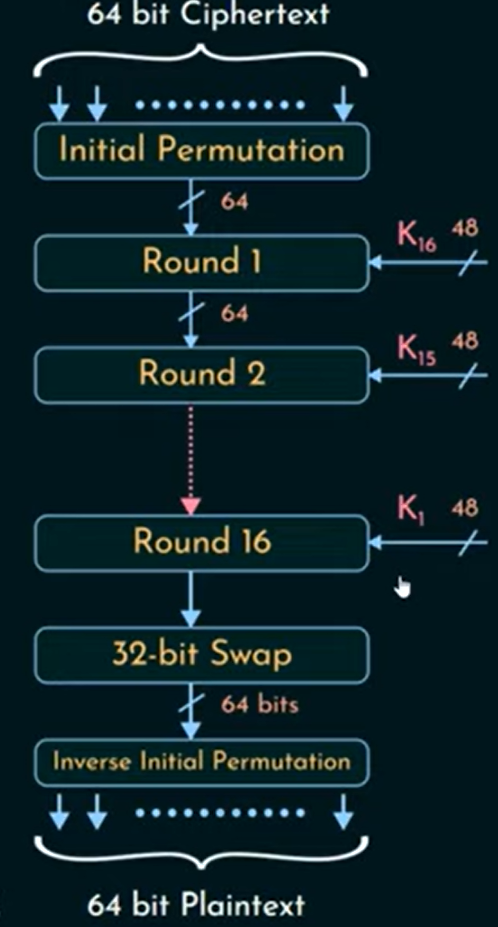 64 bit Ciphertext
Initial Permutation
64
K16 48
Round 1
64
K15 48
Round 2
K1 48
Round 16
32-bit Swap
64 bits
Inverse Initial Permutation
64 bit Plaintext